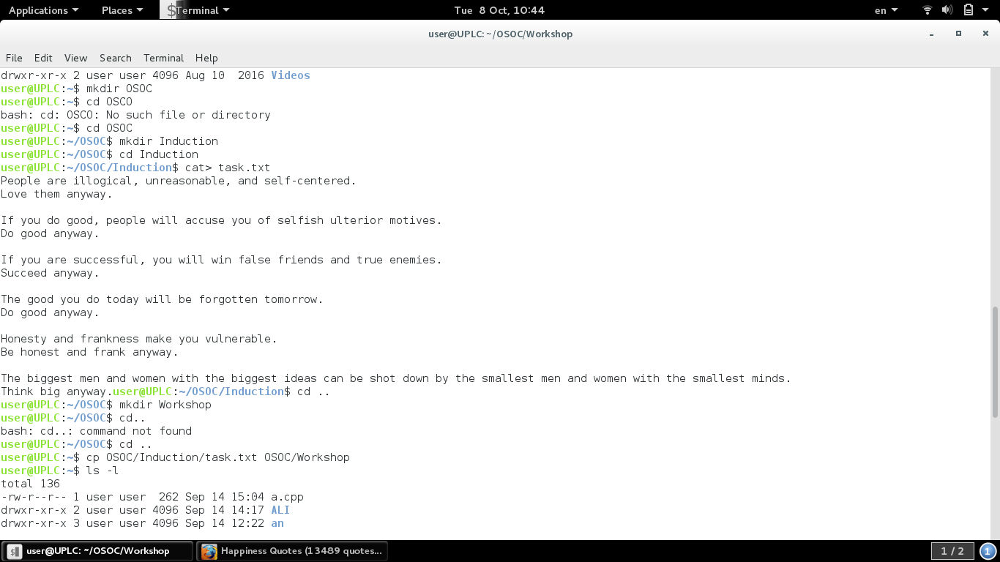 Applications Places Terminal Tue 8 Oct, 10:44 en
user@UPLC: ~/OSOC/Workshop
File Edit View Search Terminal Help
drwxr-xr-x 2 user user 4096 Aug 10  2016 Videos
user@UPLC:~$ mkdir OSOC
user@UPLC:~$ cd OSCO
bash: cd: OSCO: No such file or directory
user@UPLC:~$ cd OSOC
user@UPLC:~/OSOC$ mkdir Induction
user@UPLC:~/OSOC$ cd Induction
user@UPLC:~/OSOC/Induction$ cat> task.txt
People are illogical, unreasonable, and self-centered.
Love them anyway.
If you do good, people will accuse you of selfish ulterior motives.
Do good anyway.
If you are successful, you will win false friends and true enemies.
Succeed anyway.
The good you do today will be forgotten tomorrow.
Do good anyway.
Honesty and frankness make you vulnerable.
Be honest and frank anyway.
The biggest men and women with the biggest ideas can be shot down by the smallest men and women with the smallest minds.
Think big anyway.user@UPLC:~/OSOC/Induction$ cd ..
user@UPLC:~/OSOC$ mkdir Workshop
user@UPLC:~/OSOC$ cd..
bash: cd..: command not found
user@UPLC:~/OSOC$ cd ..
user@UPLC:~$ cp OSOC/Induction/task.txt OSOC/Workshop
user@UPLC:~$ ls -l
total 136
-rw-r--r-- 1 user user  262 Sep 14 15:04 a.cpp
drwxr-xr-x 2 user user 4096 Sep 14 14:17 ALI
drwxr-xr-x 3 user user 4096 Sep 14 12:22 an
user@UPLC: ~/OSOC/Workshop Happiness Quotes (13489 quotes... 1 / 2 1